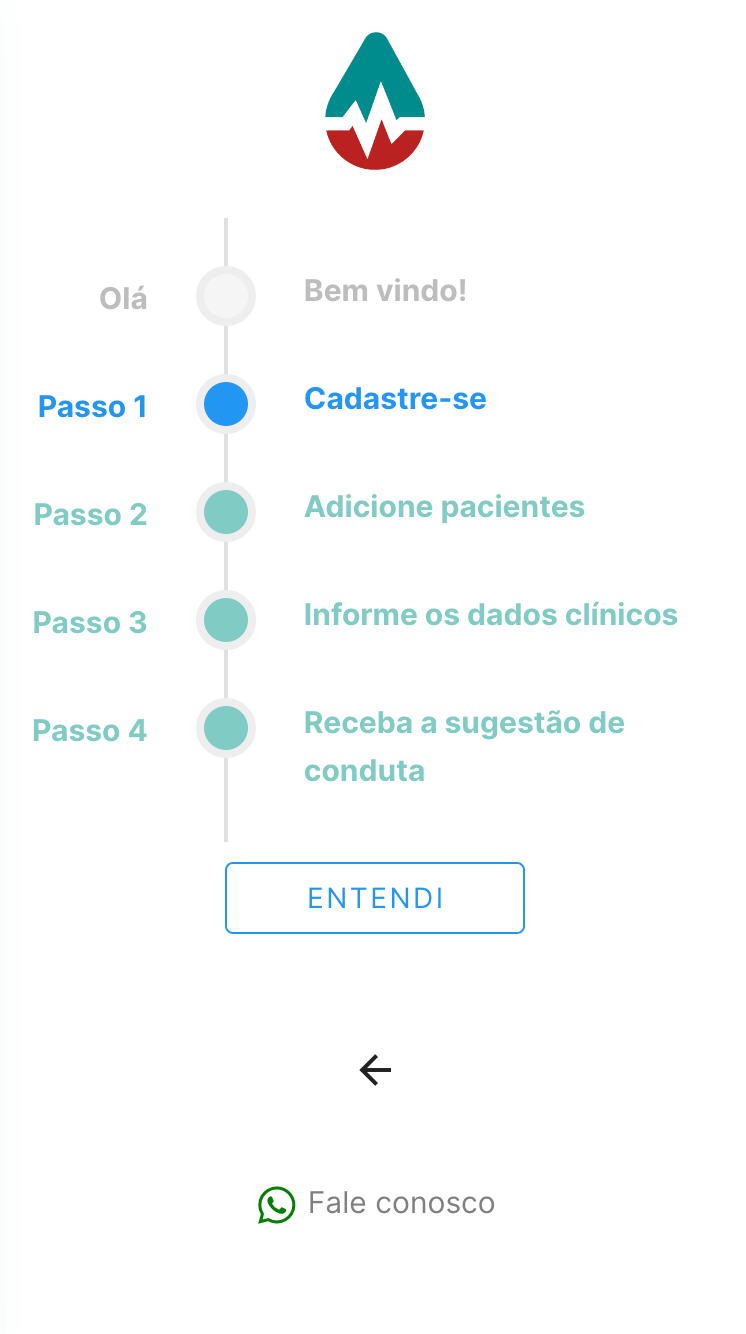 Olá
Bem vindo!
Passo 1
Cadastre-se
Passo 2
Adicione pacientes
Passo 3
Informe os dados clínicos
Passo 4
Receba a sugestão de
conduta
ENTENDI
Fale conosco